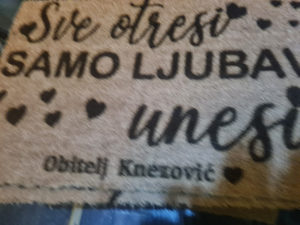 Sve otresi
SAMO LJUBAV
unesi
Obitelj Knezović